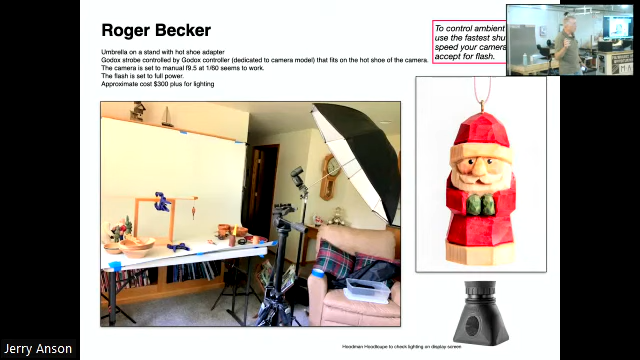 Roger Becker
Umbrella on a stand with hot shoe adapter
Godox strobe controlled by Godox controller (dedicated to camera model) that fits on the hot shoe of the camera.
The camera is set to manual f9.5 at 1/60 seems to work.
The flash is set to full power.
Approximate cost $300 plus for lighting
To control ambient
use the fastest shu
speed your camera
accept for flash.
Hoodman Hoodloupe to check lighting on display screen
Jerry Anson